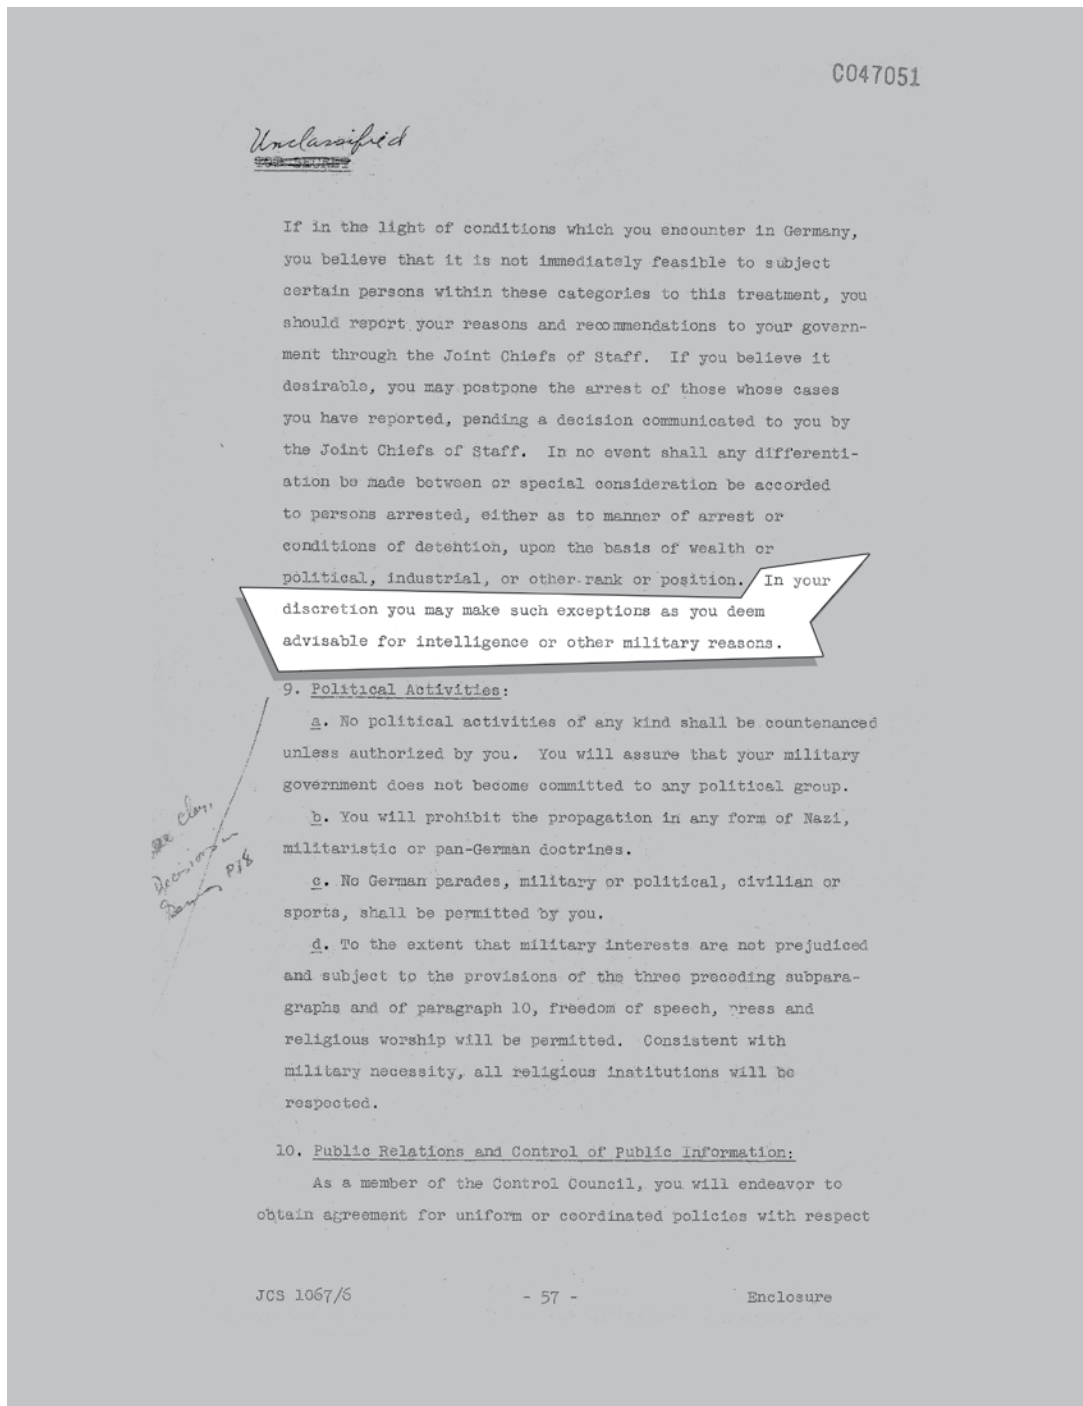 C047051
Unclassified
TOP SECRET
If in the light of conditions which you encounter in Germany,
you believe that it is not immediately feasible to subject
certain persons within these categories to this treatment, you
should report your reasons and recommendations to your govern-
ment through the Joint Chiefs of Staff. If you believe it
desirable, you may postpone the arrest of those whose cases
you have reported, pending a decision communicated to you by
the Joint Chiefs of Staff. In no event shall any differenti-
ation be made between or special consideration be accorded
to persons arrested, either as to manner of arrest or
conditions of detention, upon the basis of wealth or
political, industrial, or other rank or position. In your
discretion you may make such exceptions as you deem
advisable for intelligence or other military reasons.
9. Political Activities:
a. No political activities of any kind shall be countenanced
unless authorized by you. You will assure that your military
government does not become committed to any political group.
b. You will prohibit the propagation in any form of Nazi,
militaristic or pan-German doctrines.
c. No German parades, military or political, civilian or
sports, shall be permitted by you.
d. To the extent that military interests are not prejudiced
and subject to the provisions of the three preceding subpara-
graphs and of paragraph 10, freedom of speech, press and
religious worship will be permitted. Consistent with
military necessity, all religious institutions will be
respected.
see Clay,
Decision in
P18
10. Public Relations and Control of Public Information:
As a member of the Control Council, you will endeavor to
obtain agreement for uniform or coordinated policies with respect
JCS 1067/6 - 57 - Enclosure